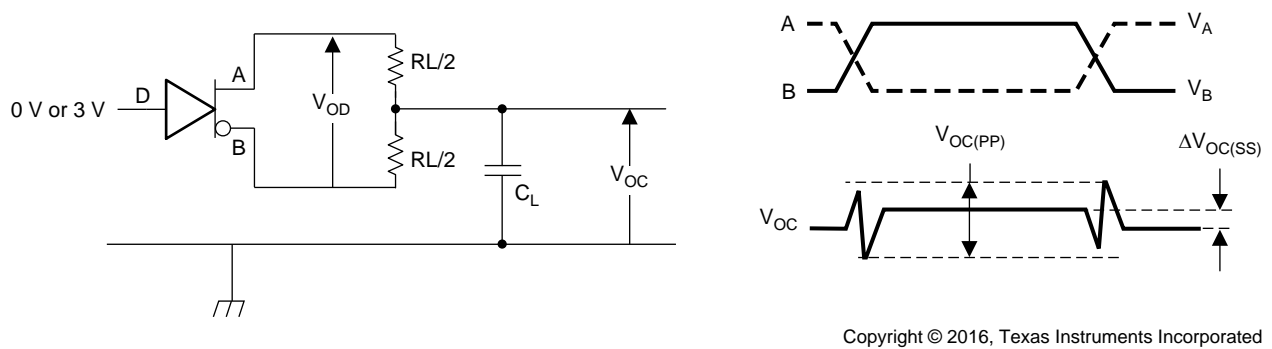 0 V or 3 V
D
A
B
V_OD
RL/2
RL/2
C_L
V_OC
A
B
V_A
V_B
V_OC(PP)
ΔV_OC(SS)
V_OC
Copyright © 2016, Texas Instruments Incorporated